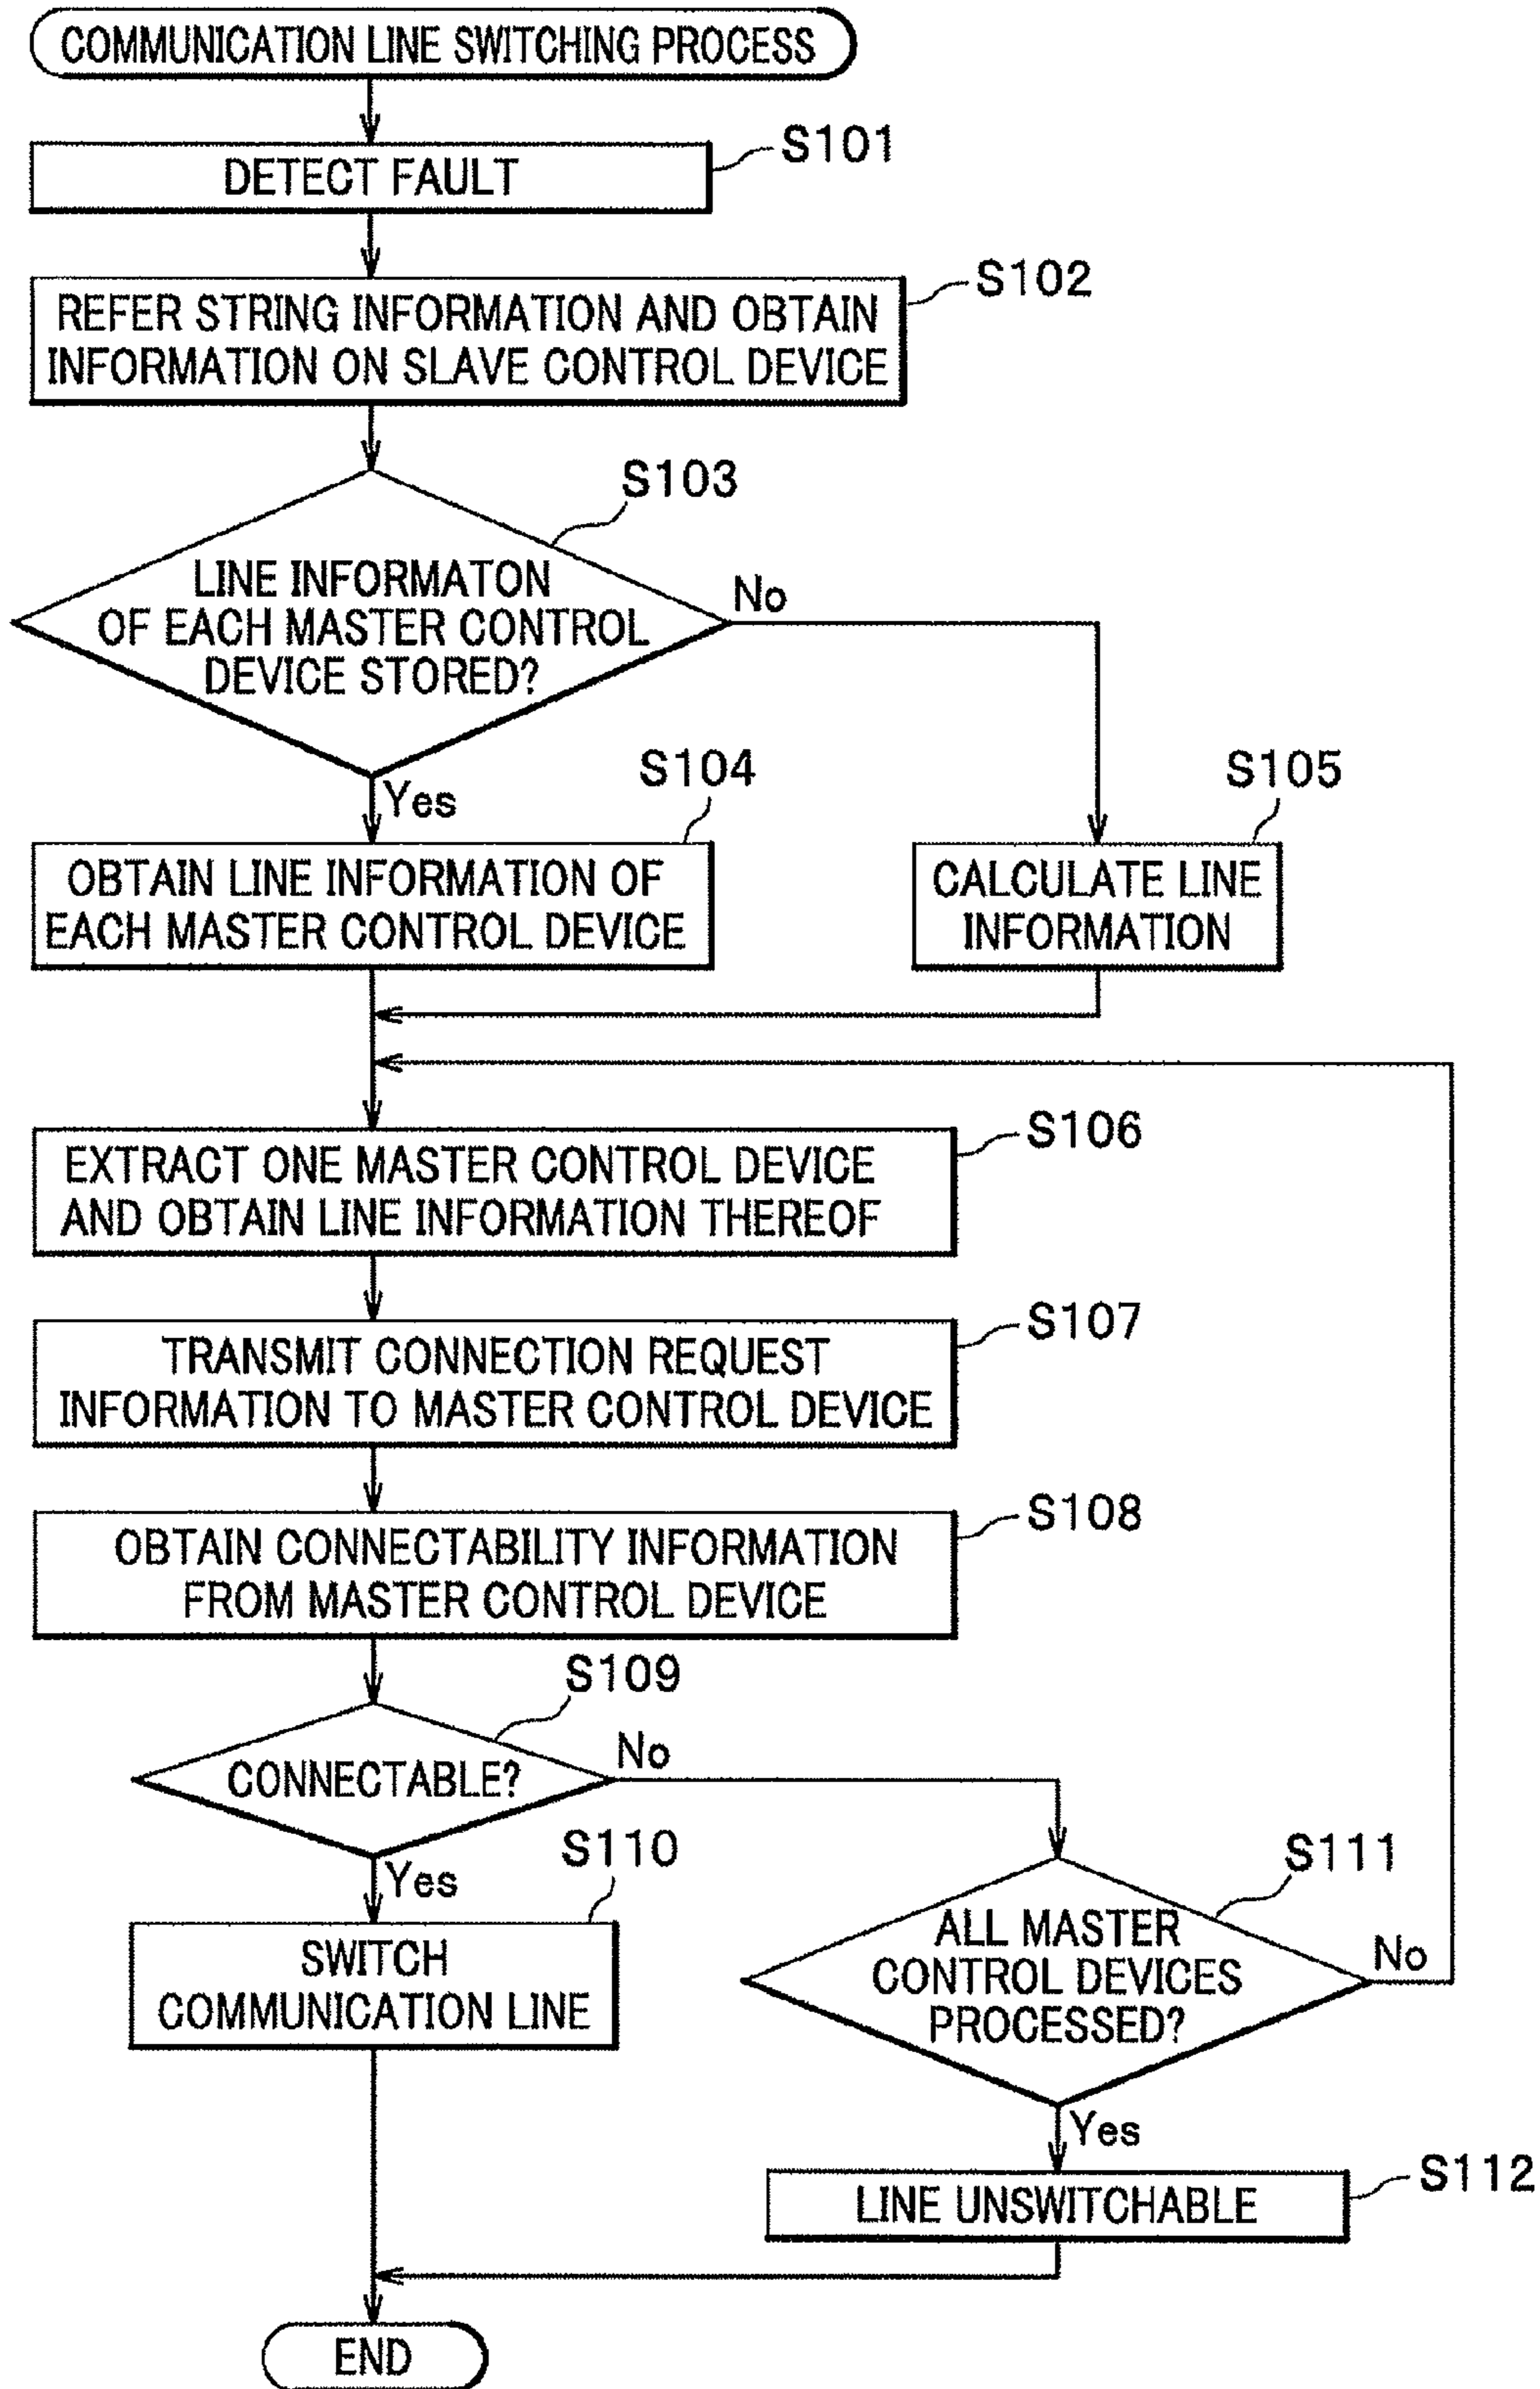 COMMUNICATION LINE SWITCHING PROCESS
S101
DETECT FAULT
S102
REFER STRING INFORMATION AND OBTAIN
INFORMATION ON SLAVE CONTROL DEVICE
S103
LINE INFORMATON
OF EACH MASTER CONTROL
DEVICE STORED?
No
Yes
S104
OBTAIN LINE INFORMATION OF
EACH MASTER CONTROL DEVICE
S105
CALCULATE LINE
INFORMATION
S106
EXTRACT ONE MASTER CONTROL DEVICE
AND OBTAIN LINE INFORMATION THEREOF
S107
TRANSMIT CONNECTION REQUEST
INFORMATION TO MASTER CONTROL DEVICE
S108
OBTAIN CONNECTABILITY INFORMATION
FROM MASTER CONTROL DEVICE
S109
CONNECTABLE?
No
Yes
S110
SWITCH
COMMUNICATION LINE
S111
ALL MASTER
CONTROL DEVICES
PROCESSED?
No
Yes
S112
LINE UNSWITCHABLE
END